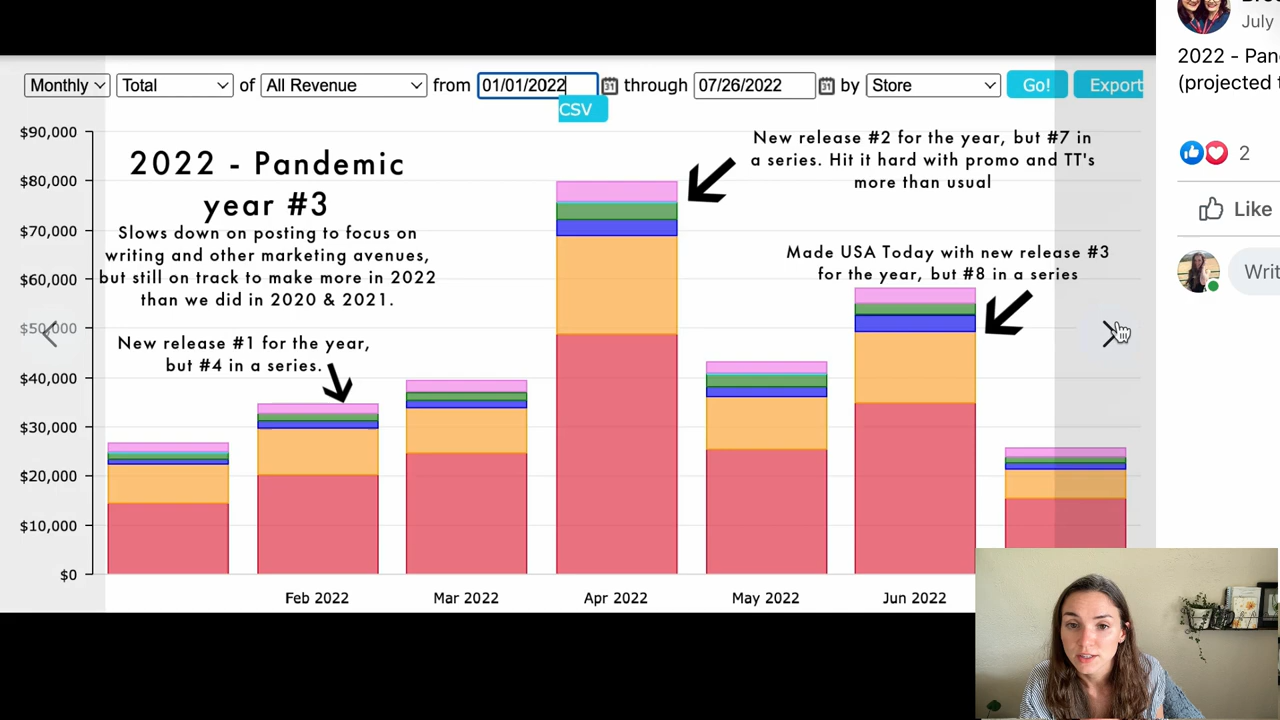 July
2022 - Pan
(projected t
2
Like
Writ
Monthly Total of All Revenue from 01/01/2022 through 07/26/2022 by Store Go! Export
CSV
$90,000
$80,000
$70,000
$60,000
$50,000
$40,000
$30,000
$20,000
$10,000
$0
2022 - Pandemic
year #3
Slows down on posting to focus on
writing and other marketing avenues,
but still on track to make more in 2022
than we did in 2020 & 2021.
New release #1 for the year,
but #4 in a series.
New release #2 for the year, but #7 in
a series. Hit it hard with promo and TT's
more than usual
Made USA Today with new release #3
for the year, but #8 in a series
Feb 2022
Mar 2022
Apr 2022
May 2022
Jun 2022